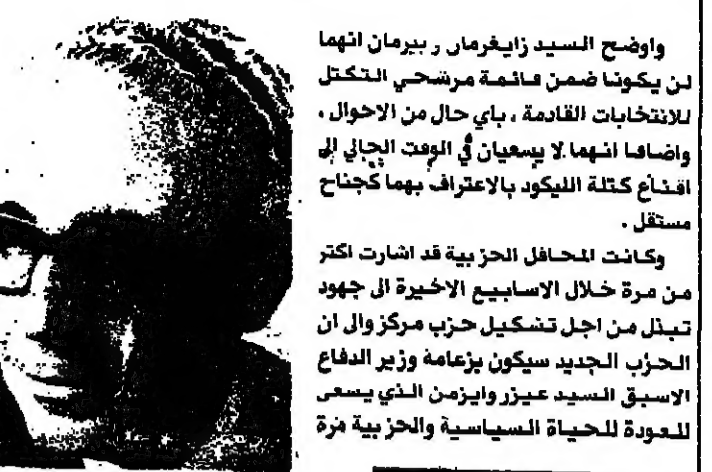 واوضح السيد زايغرمان و بيرمان انهما
لن يكونا ضمن قائمة مرشحي التكتل
للانتخابات القادمة ، باي حال من الاحوال ،
واضافا انهما لا يسعيان في الوقت الحالي الى
اقناع كتلة الليكود بالاعتراف بهما كجناح
مستقل .
وكانت المحافل الحزبية قد اشارت اكثر
من مرة خلال الاسابيع الاخيرة الى جهود
تبذل من اجل تشكيل حزب مركز والى ان
الحزب الجديد سيكون بزعامة وزير الدفاع
الاسبق السيد عيزر وايزمن الذي يسعى
للعودة للحياة السياسية والحزبية مرة